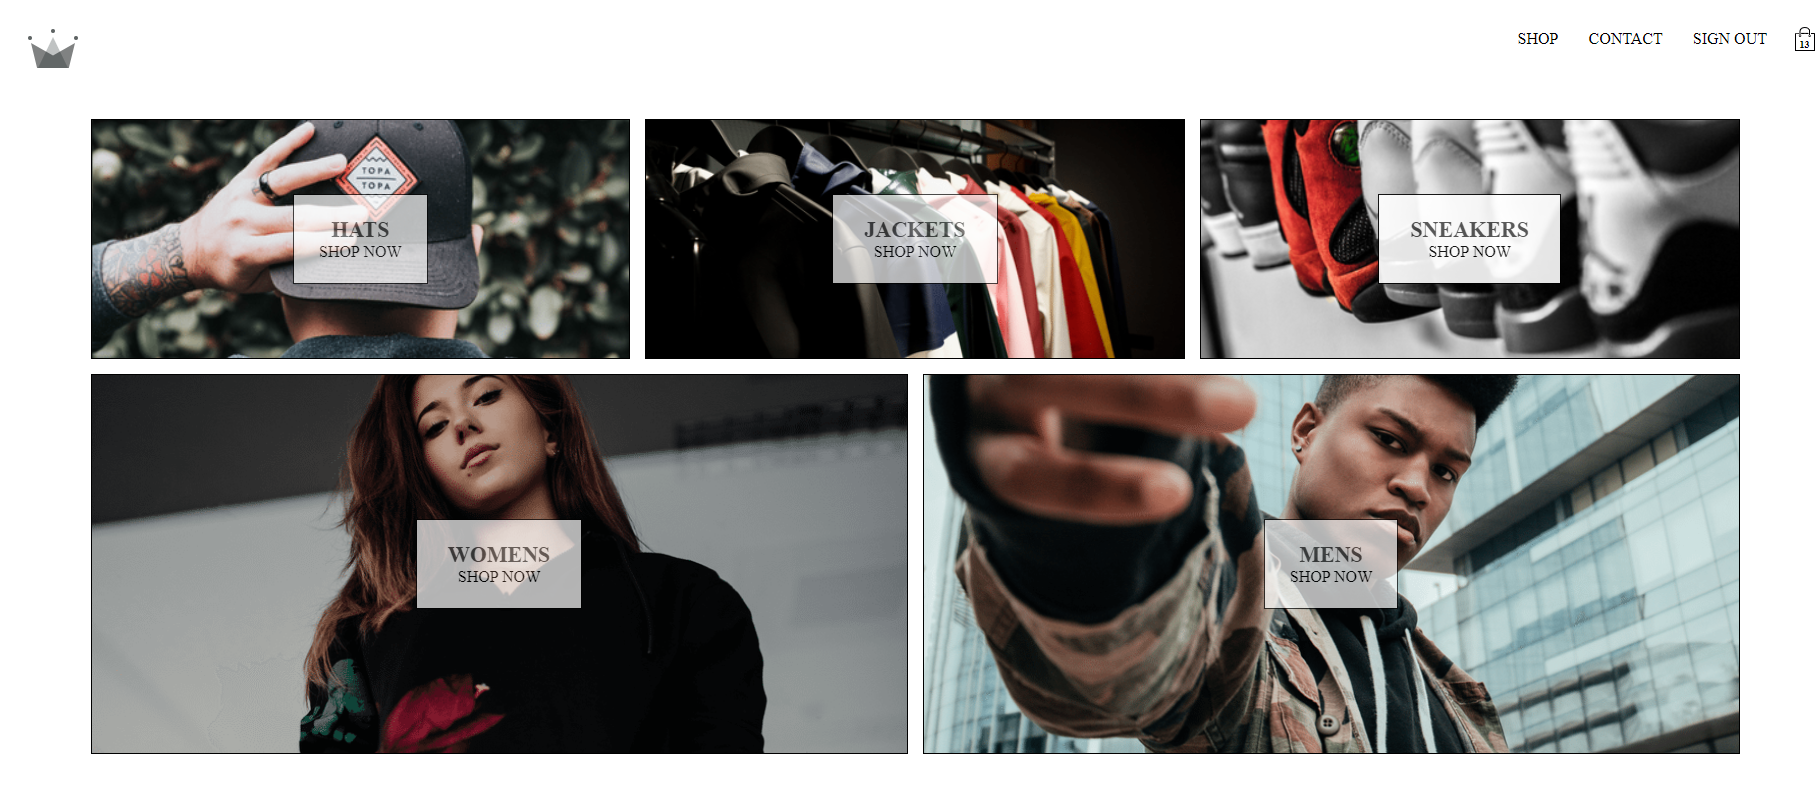 SHOP
CONTACT
SIGN OUT
13
TOPA
TOPA
HATS
SHOP NOW
JACKETS
SHOP NOW
SNEAKERS
SHOP NOW
WOMENS
SHOP NOW
MENS
SHOP NOW